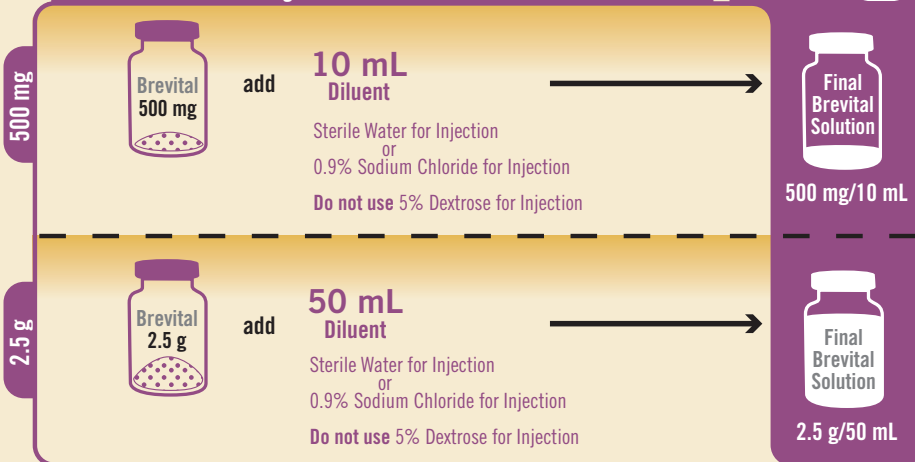 500 mg
Brevital
500 mg
add
10 mL
Diluent
Sterile Water for Injection
or
0.9% Sodium Chloride for Injection
Do not use 5% Dextrose for Injection
Final
Brevital
Solution
500 mg/10 mL
2.5 g
Brevital
2.5 g
add
50 mL
Diluent
Sterile Water for Injection
or
0.9% Sodium Chloride for Injection
Do not use 5% Dextrose for Injection
Final
Brevital
Solution
2.5 g/50 mL